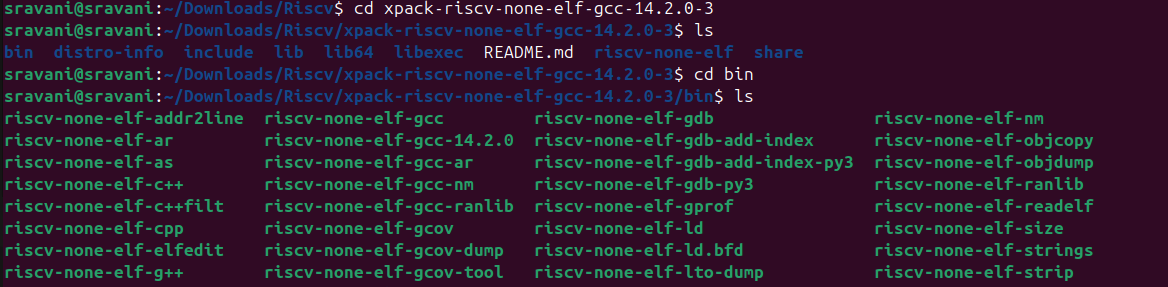 sravani@sravani:~/Downloads/Riscv$ cd xpack-riscv-none-elf-gcc-14.2.0-3
sravani@sravani:~/Downloads/Riscv/xpack-riscv-none-elf-gcc-14.2.0-3$ ls
bin distro-info include lib lib64 libexec README.md riscv-none-elf share
sravani@sravani:~/Downloads/Riscv/xpack-riscv-none-elf-gcc-14.2.0-3$ cd bin
sravani@sravani:~/Downloads/Riscv/xpack-riscv-none-elf-gcc-14.2.0-3/bin$ ls
riscv-none-elf-addr2line riscv-none-elf-gcc riscv-none-elf-gdb riscv-none-elf-nm
riscv-none-elf-ar riscv-none-elf-gcc-14.2.0 riscv-none-elf-gdb-add-index riscv-none-elf-objcopy
riscv-none-elf-as riscv-none-elf-gcc-ar riscv-none-elf-gdb-add-index-py3 riscv-none-elf-objdump
riscv-none-elf-c++ riscv-none-elf-gcc-nm riscv-none-elf-gdb-py3 riscv-none-elf-ranlib
riscv-none-elf-c++filt riscv-none-elf-gcc-ranlib riscv-none-elf-gprof riscv-none-elf-readelf
riscv-none-elf-cpp riscv-none-elf-gcov riscv-none-elf-ld riscv-none-elf-size
riscv-none-elf-elfedit riscv-none-elf-gcov-dump riscv-none-elf-ld.bfd riscv-none-elf-strings
riscv-none-elf-g++ riscv-none-elf-gcov-tool riscv-none-elf-lto-dump riscv-none-elf-strip